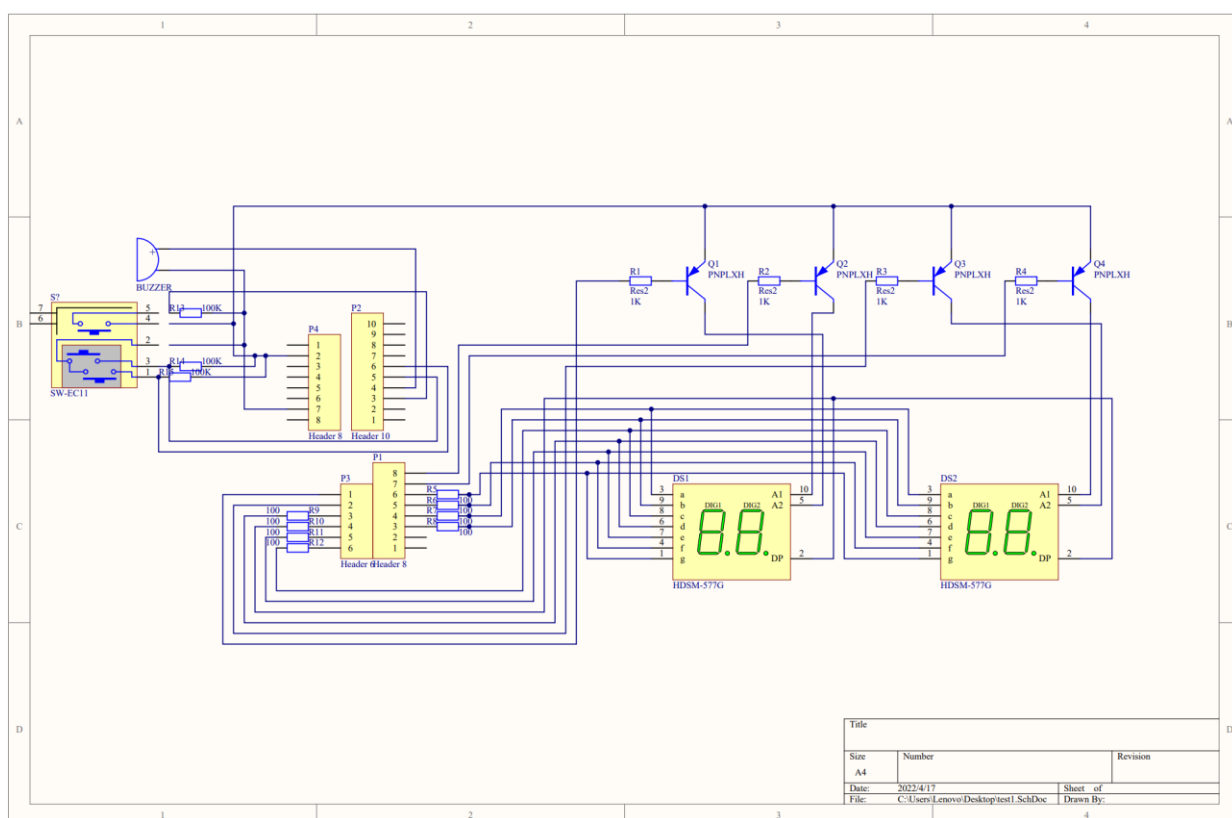 1 2 3 4
A A
B B
C C
D D
BUZZER
+
S?
7
6
5
4
2
3
1
SW-EC11
R13 100K
R14 100K
R15 100K
P4
1
2
3
4
5
6
7
8
Header 8
P2
10
9
8
7
6
5
4
3
2
1
Header 10
R1
Res2
1K
Q1
PNPLXH
R2
Res2
1K
Q2
PNPLXH
R3
Res2
1K
Q3
PNPLXH
R4
Res2
1K
Q4
PNPLXH
P3
1
2
3
4
5
6
Header 6
P1
8
7
6
5
4
3
2
1
Header 8
R5
R6 100
R7 100
R8 100
100
R9
100 R10
100 R11
100 R12
100
DS1
3 a
9 b
8 c
6 d
7 e
4 f
1 g
DIG1 DIG2
A1 10
A2 5
DP 2
HDSM-577G
DS2
3 a
9 b
8 c
6 d
7 e
4 f
1 g
DIG1 DIG2
A1 10
A2 5
DP 2
HDSM-577G
Title
Size Number Revision
A4
Date: 2022/4/17 Sheet of
File: C:\Users\Lenovo\Desktop\test1.SchDoc Drawn By:
1 2 3 4